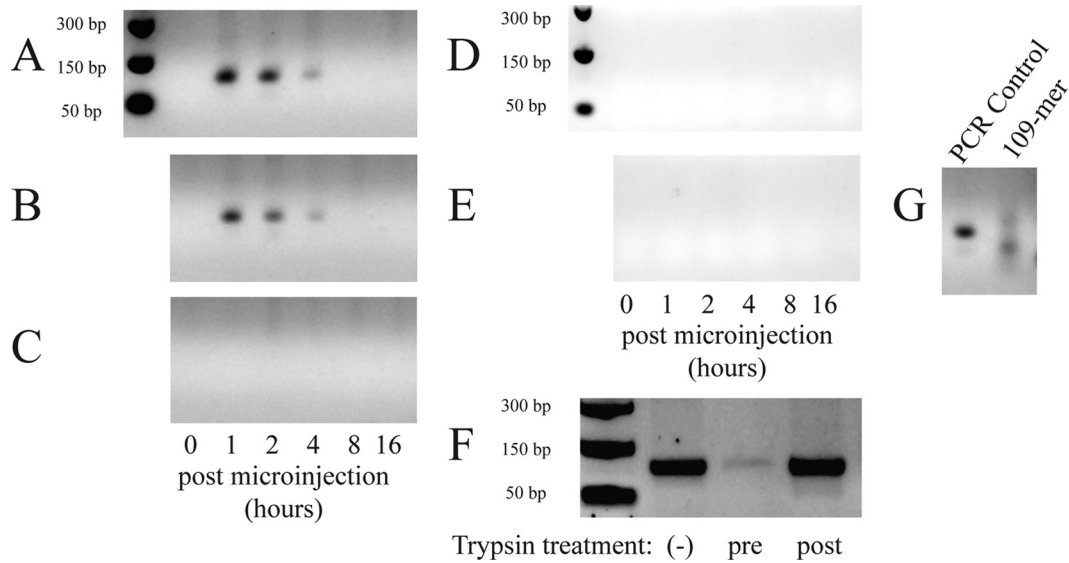 A
300 bp
150 bp
50 bp
B
C
0 1 2 4 8 16
post microinjection
(hours)
D
300 bp
150 bp
50 bp
E
0 1 2 4 8 16
post microinjection
(hours)
F
300 bp
150 bp
50 bp
Trypsin treatment: (-) pre post
G
PCR Control
109-mer